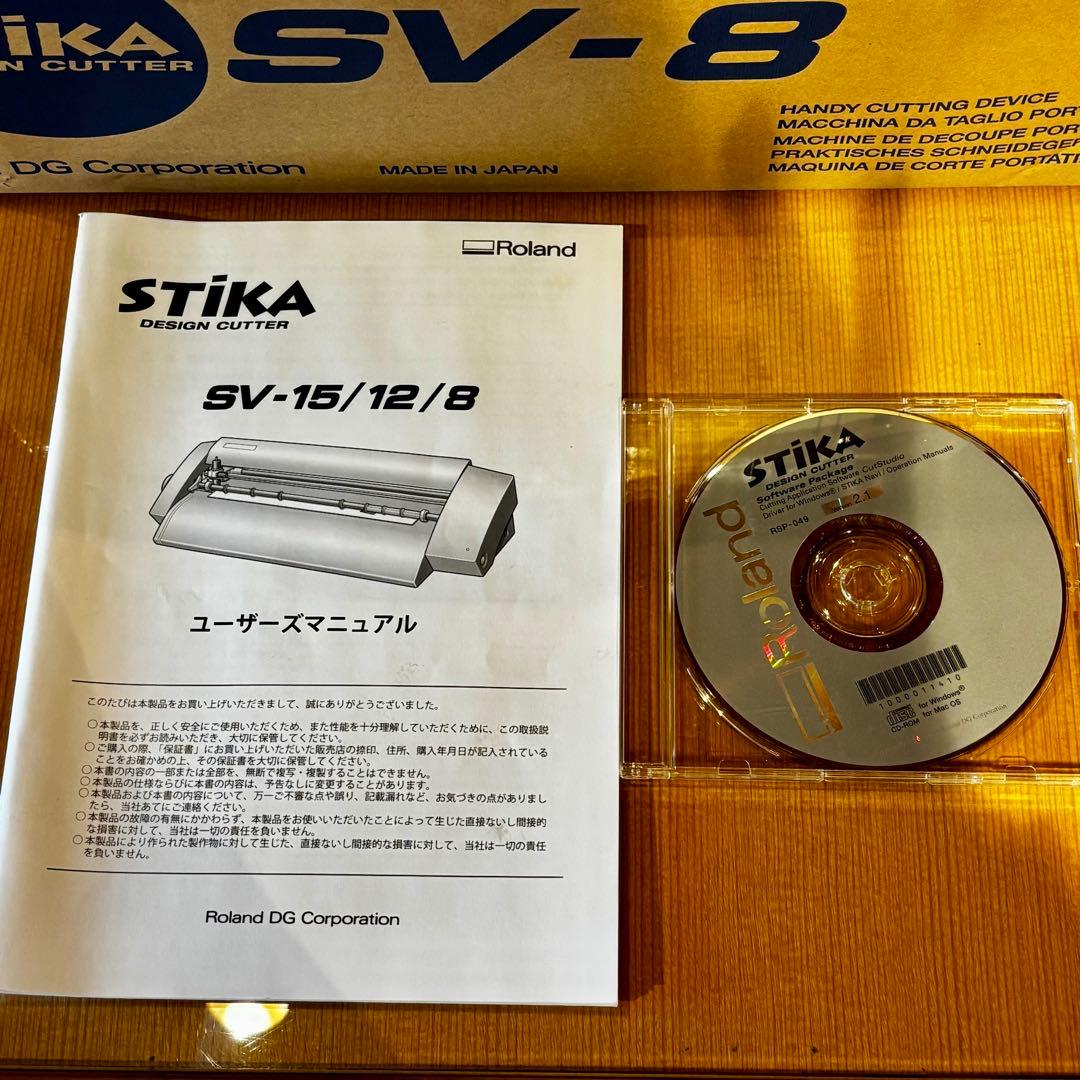 STiKA
DESIGN CUTTER
SV-8
HANDY CUTTING DEVICE
MACCHINA DA TAGLIO
MACHINE DE DECOUPE
PRAKTISCHES
MAQUINA DE CORTE
DG Corporation
MADE IN JAPAN
Roland
STiKA
DESIGN CUTTER
SV-15/12/8
ユーザーズマニュアル
このたびは本製品をお買い上げいただきまして、誠にありがとうございました。
○本製品を、正しく安全にご使用いただくため、また性能を十分理解していただくために、この取扱説
明書を必ずお読みいただき、大切に保管してください。
○ご購入の際、「保証書」にお買い上げいただいた販売店の捺印、住所、購入年月日が記入されている
ことをお確かめの上、その保証書を大切に保管してください。
○本書の内容の一部または全部を、無断で複写・複製することはできません。
○本製品の仕様ならびに本書の内容は、予告なしに変更することがあります。
○本製品および本書の内容について、万一ご不審な点や誤り、記載漏れなど、お気づきの点がありまし
たら、当社あてにご連絡ください。
○本製品の故障の有無にかかわらず、本製品をお使いいただいたことによって生じた直接ないし間接的
な損害に対して、当社は一切の責任を負いません。
○本製品により作られた製作物に対して生じた、直接ないし間接的な損害に対して、当社は一切の責任
を負いません。
Roland DG Corporation
STiKA
DESIGN CUTTER
Software Package
Cutting Application Software CutStudio
Driver for Windows® / STIKA Navi / Operation Manuals
RSP-049
Version 2.1
Roland
1000011410
for Windows®
for Mac OS
CD-ROM
DG Corporation